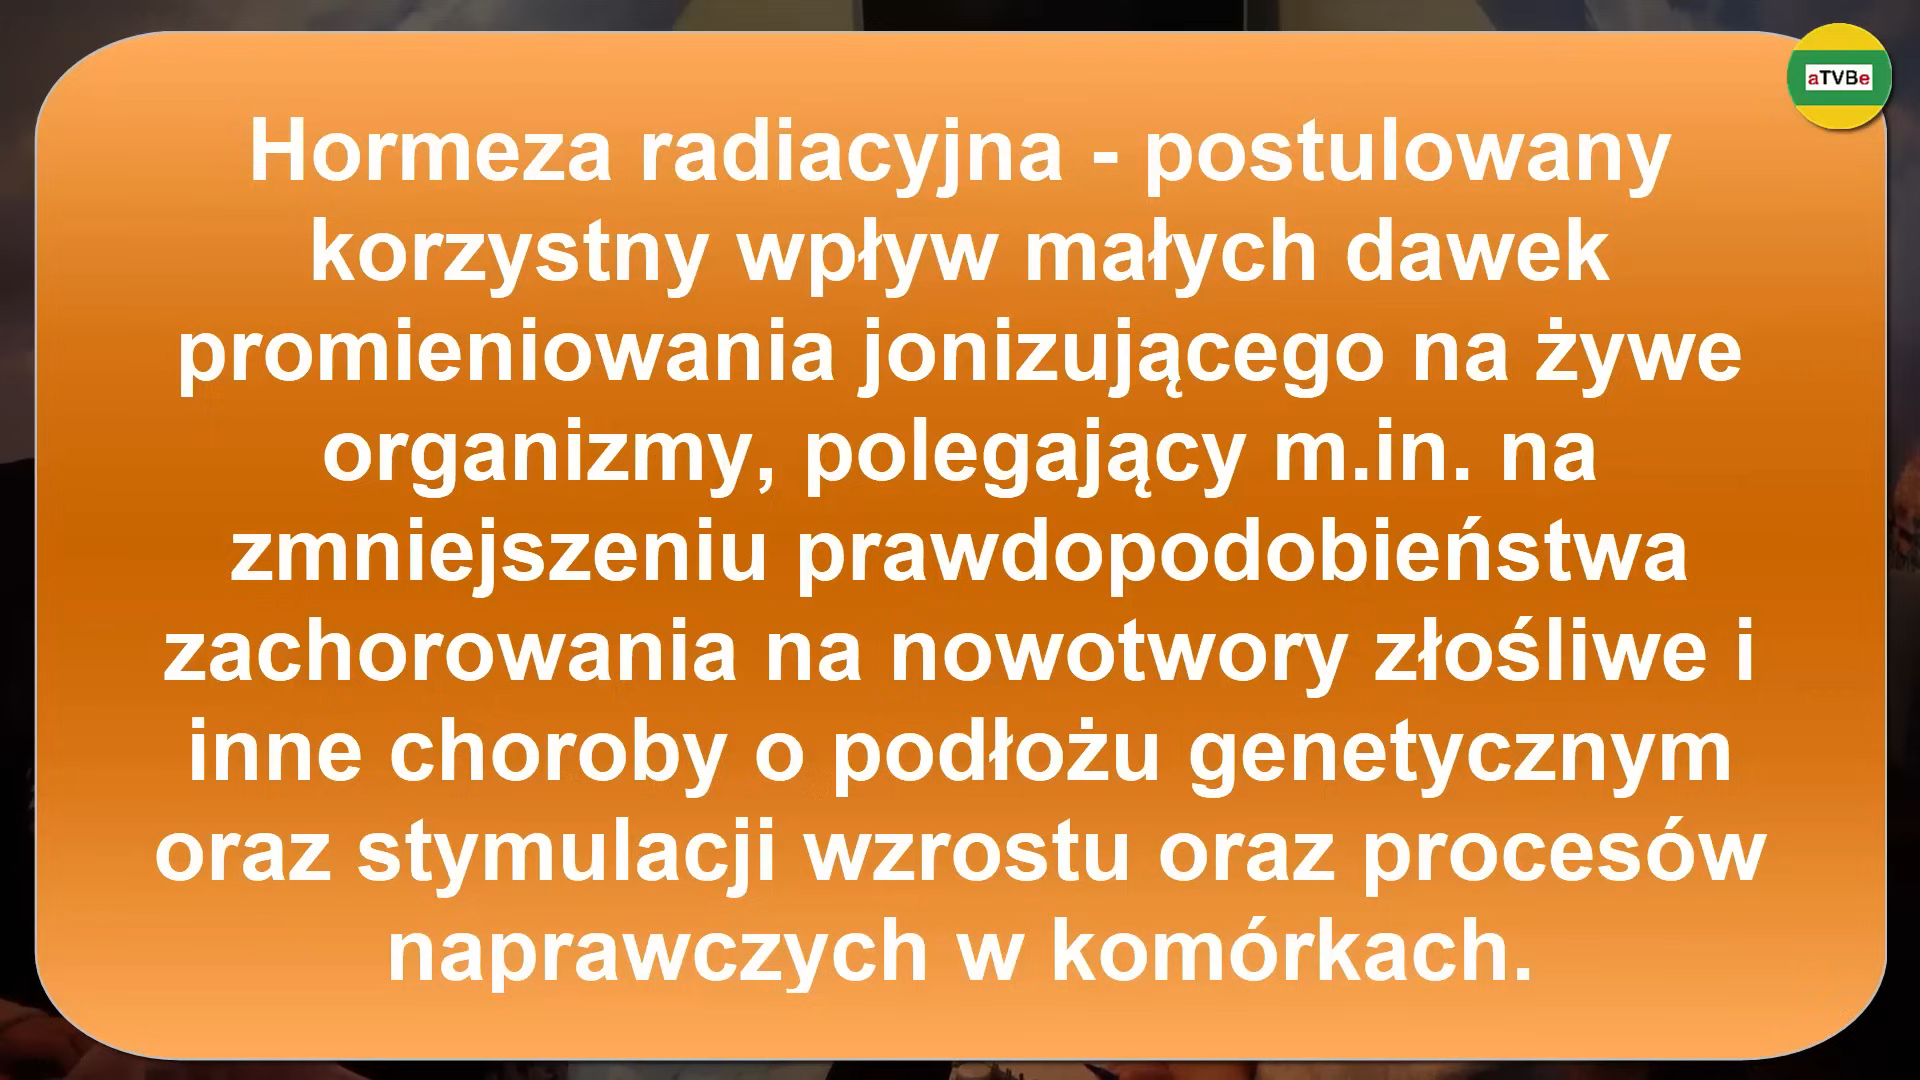 aTVBe
Hormeza radiacyjna - postulowany
korzystny wpływ małych dawek
promieniowania jonizującego na żywe
organizmy, polegający m.in. na
zmniejszeniu prawdopodobieństwa
zachorowania na nowotwory złośliwe i
inne choroby o podłożu genetycznym
oraz stymulacji wzrostu oraz procesów
naprawczych w komórkach.